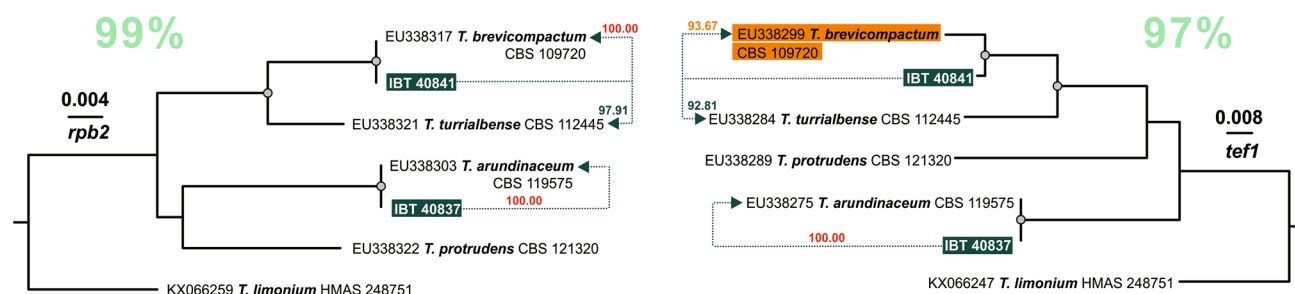 99%
EU338317 T. brevicompactum
CBS 109720
100.00
IBT 40841
97.91
EU338321 T. turrialbense CBS 112445
0.004
rpb2
EU338303 T. arundinaceum
CBS 119575
100.00
IBT 40837
EU338322 T. protrudens CBS 121320
KX066259 T. limonium HMAS 248751
97%
93.67
EU338299 T. brevicompactum
CBS 109720
IBT 40841
92.81
EU338284 T. turrialbense CBS 112445
0.008
tef1
EU338289 T. protrudens CBS 121320
EU338275 T. arundinaceum CBS 119575
100.00
IBT 40837
KX066247 T. limonium HMAS 248751